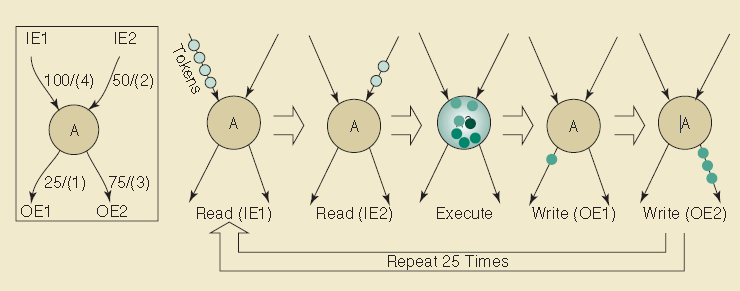 IE1 IE2
100/(4) 50/(2)
A
25/(1) 75/(3)
OE1 OE2
Tokens
A
Read (IE1)
A
Read (IE2)
Execute
A
Write (OE1)
A
Write (OE2)
Repeat 25 Times